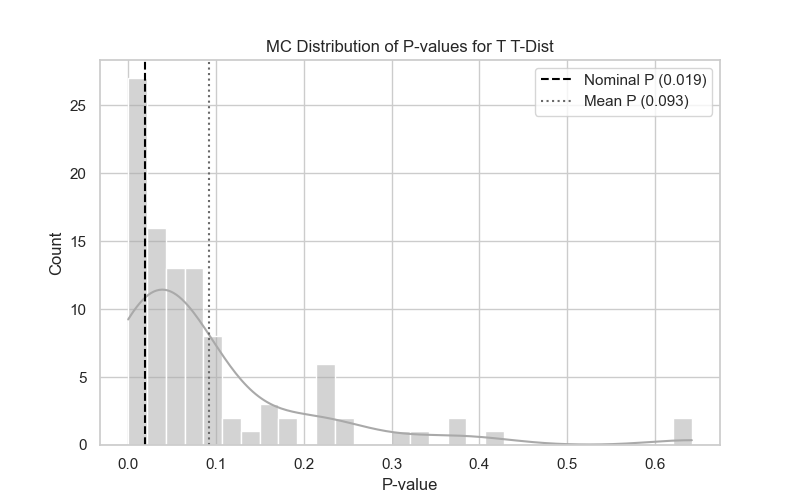 MC Distribution of P-values for T T-Dist
Nominal P (0.019)
Mean P (0.093)
Count
25
20
15
10
5
0
0.0 0.1 0.2 0.3 0.4 0.5 0.6
P-value